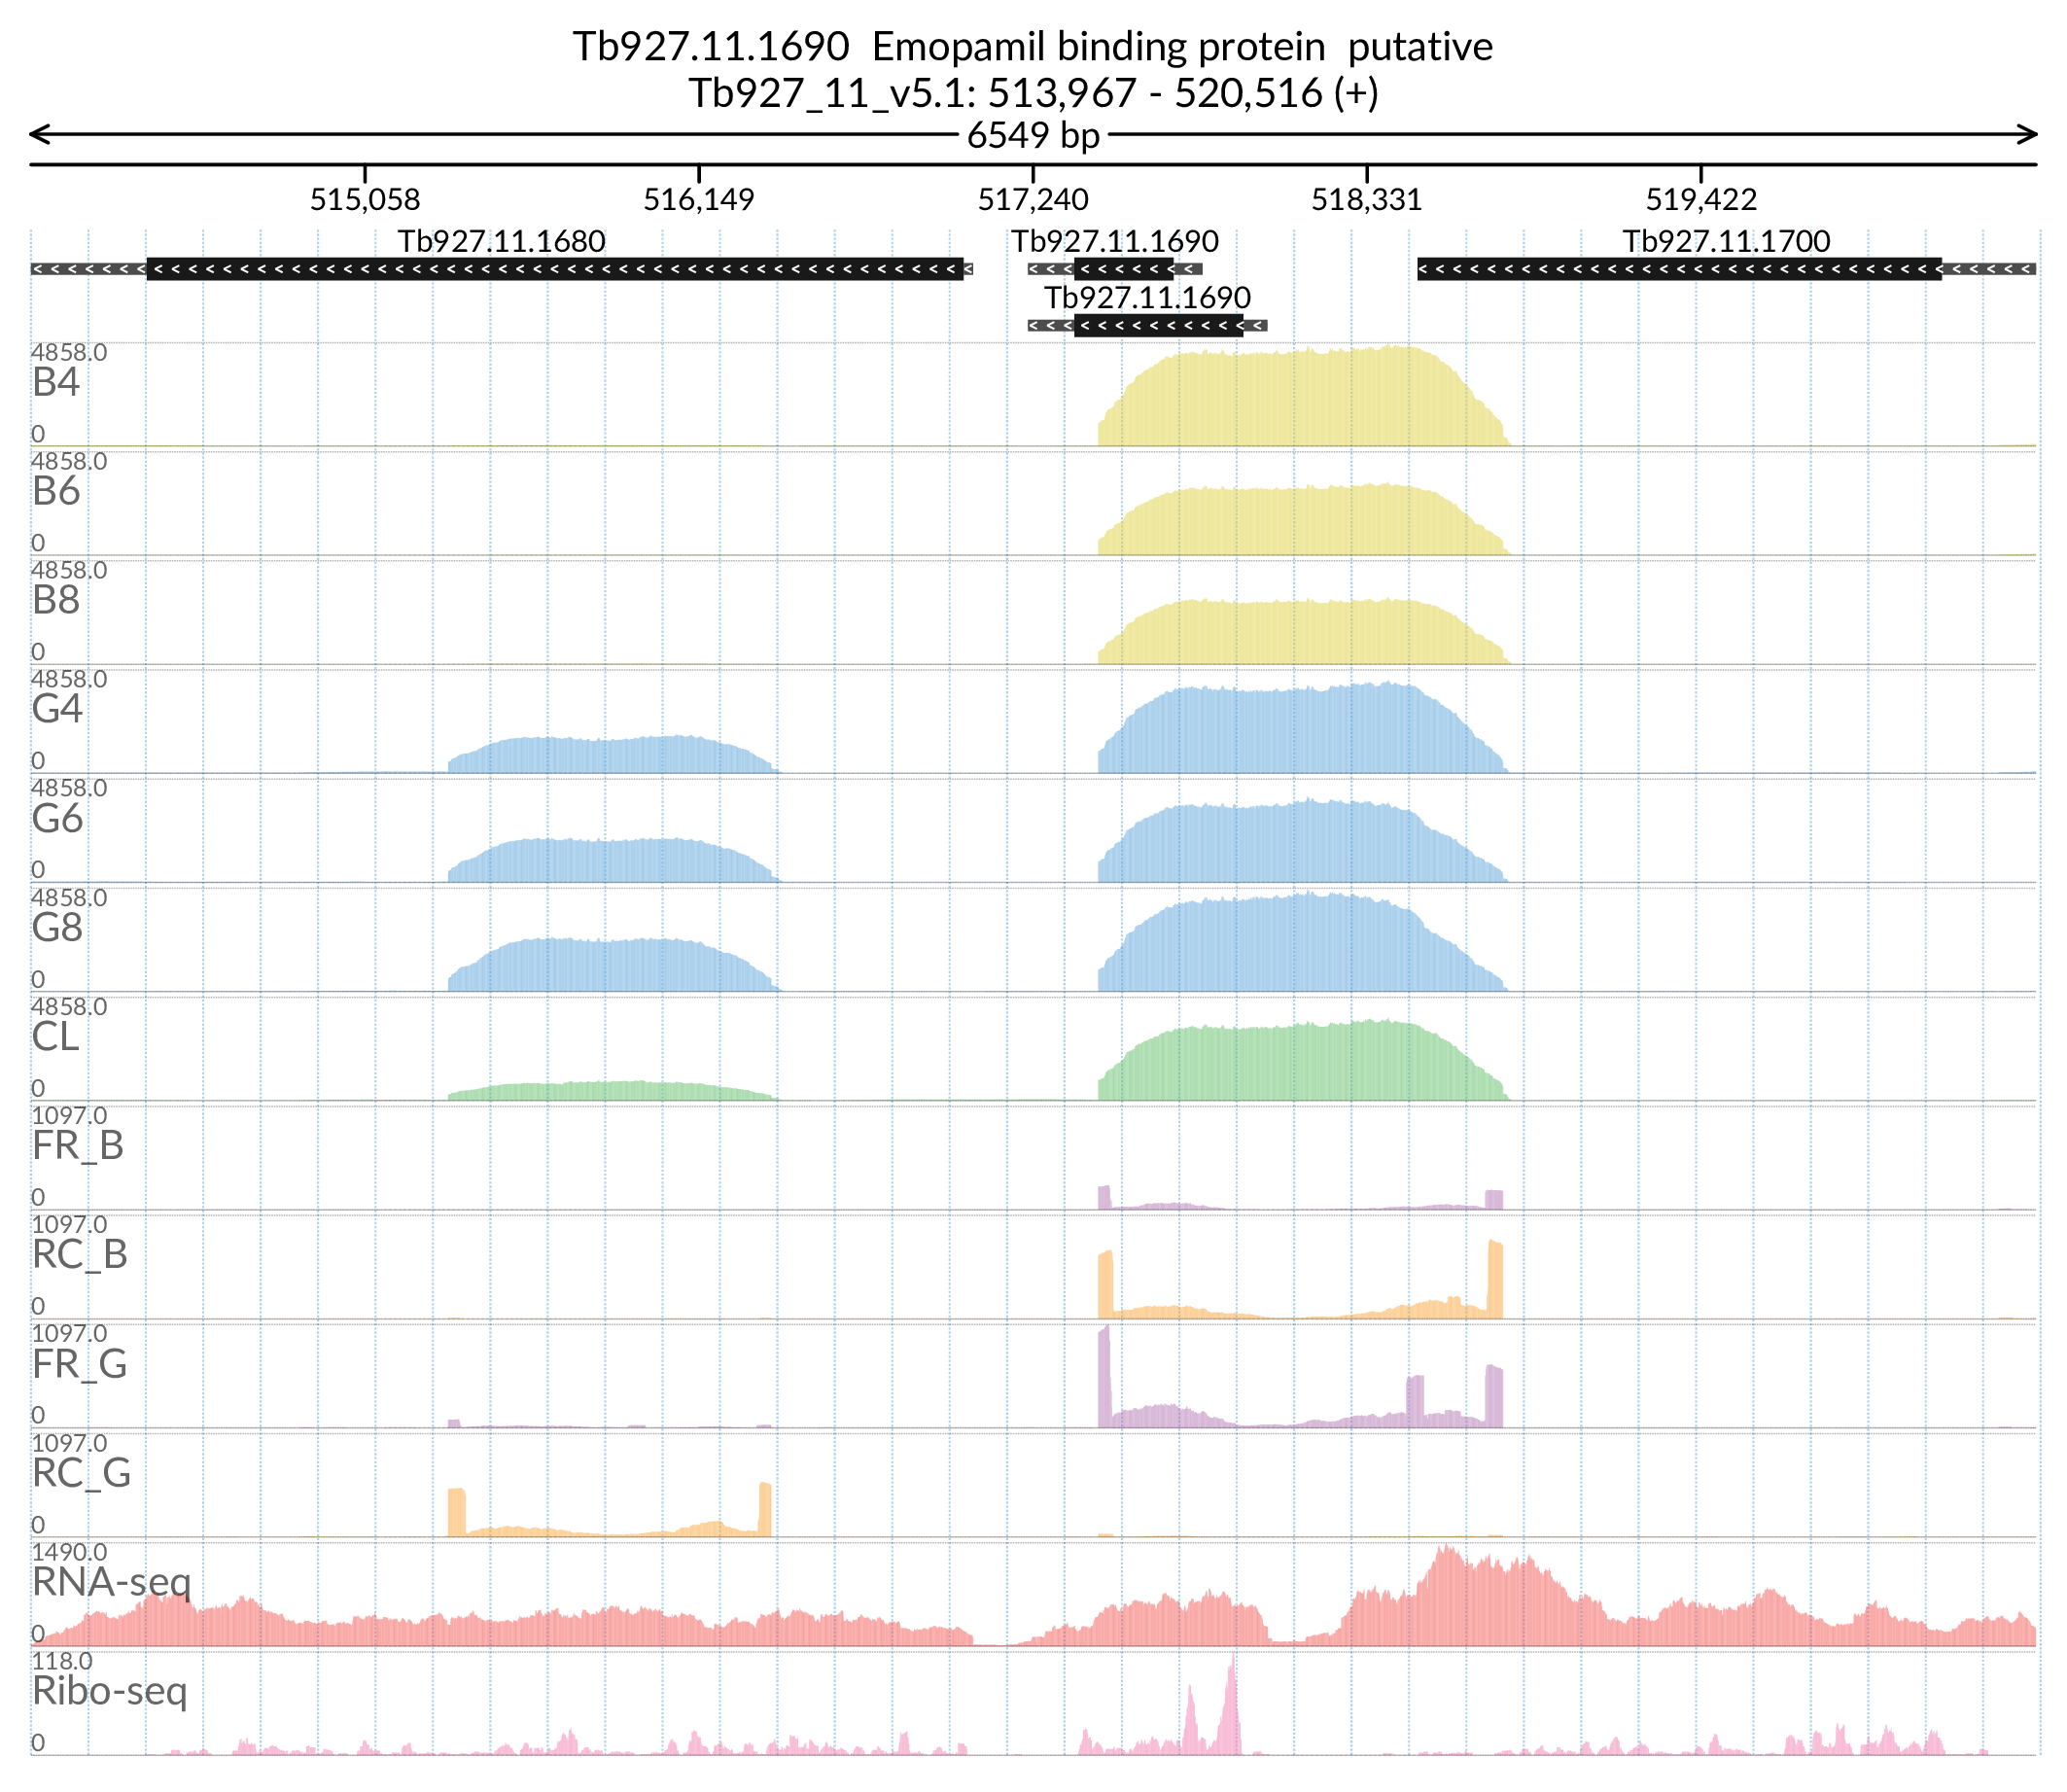 Tb927.11.1690  Emopamil binding protein  putative
Tb927_11_v5.1: 513,967 - 520,516 (+)
6549 bp
515,058 516,149 517,240 518,331 519,422
Tb927.11.1680 Tb927.11.1690 Tb927.11.1700
Tb927.11.1690
4858.0
B4
0
4858.0
B6
0
4858.0
B8
0
4858.0
G4
0
4858.0
G6
0
4858.0
G8
0
4858.0
CL
0
1097.0
FR_B
0
1097.0
RC_B
0
1097.0
FR_G
0
1097.0
RC_G
0
1490.0
RNA-seq
0
118.0
Ribo-seq
0